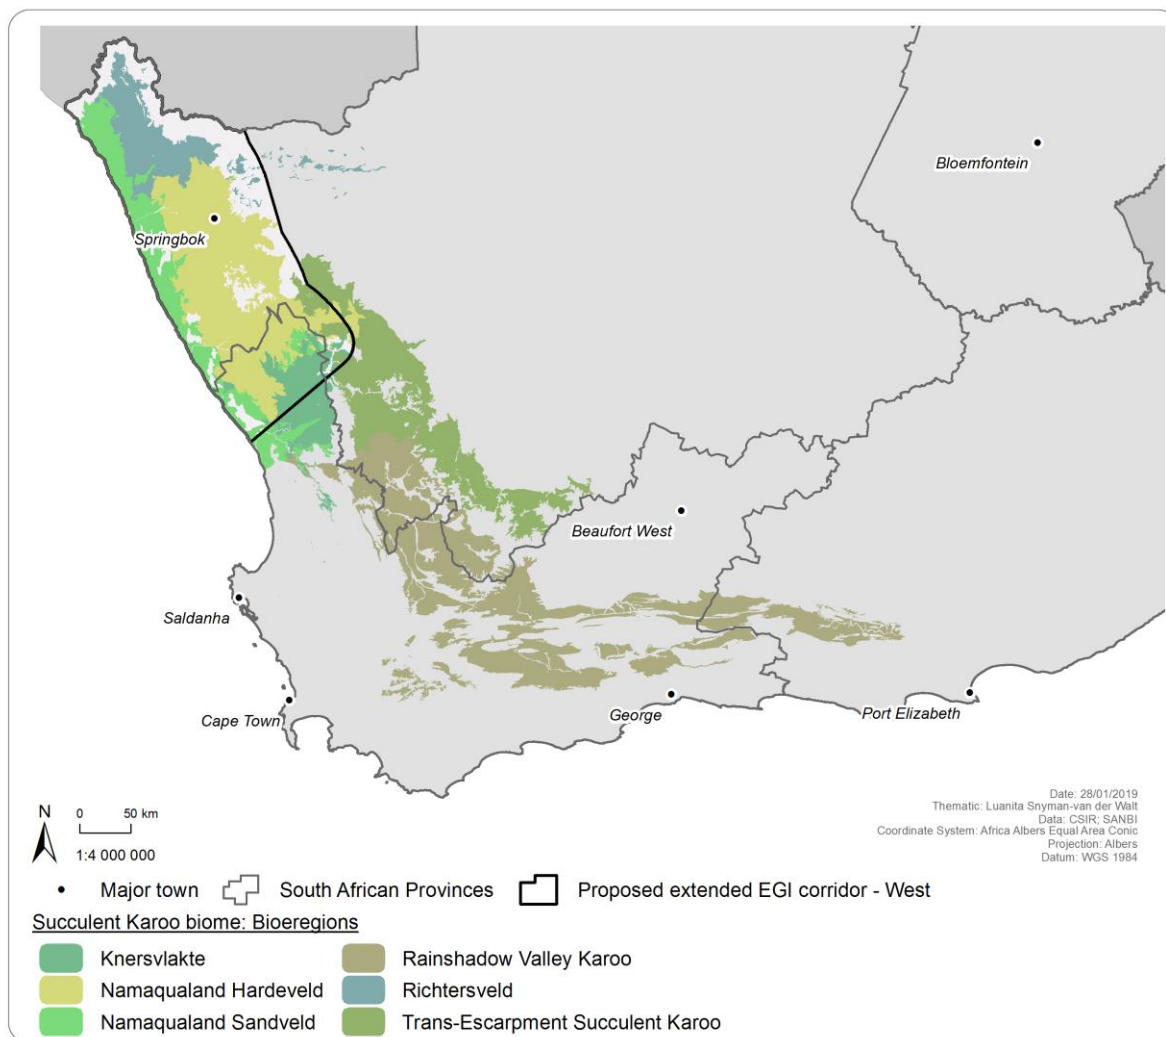 Bloemfontein
Springbok
Beaufort West
Saldanha
Cape Town
George
Port Elizabeth
Date: 28/01/2019
Thematic: Luanita Snyman-van der Walt
Data: CSIR; SANBI
Coordinate System: Africa Albers Equal Area Conic
Projection: Albers
Datum: WGS 1984
N
0 50 km
1:4 000 000
Major town
South African Provinces
Proposed extended EGI corridor - West
Succulent Karoo biome: Bioeregions
Knersvlakte
Rainshadow Valley Karoo
Namaqualand Hardeveld
Richtersveld
Namaqualand Sandveld
Trans-Escarpment Succulent Karoo